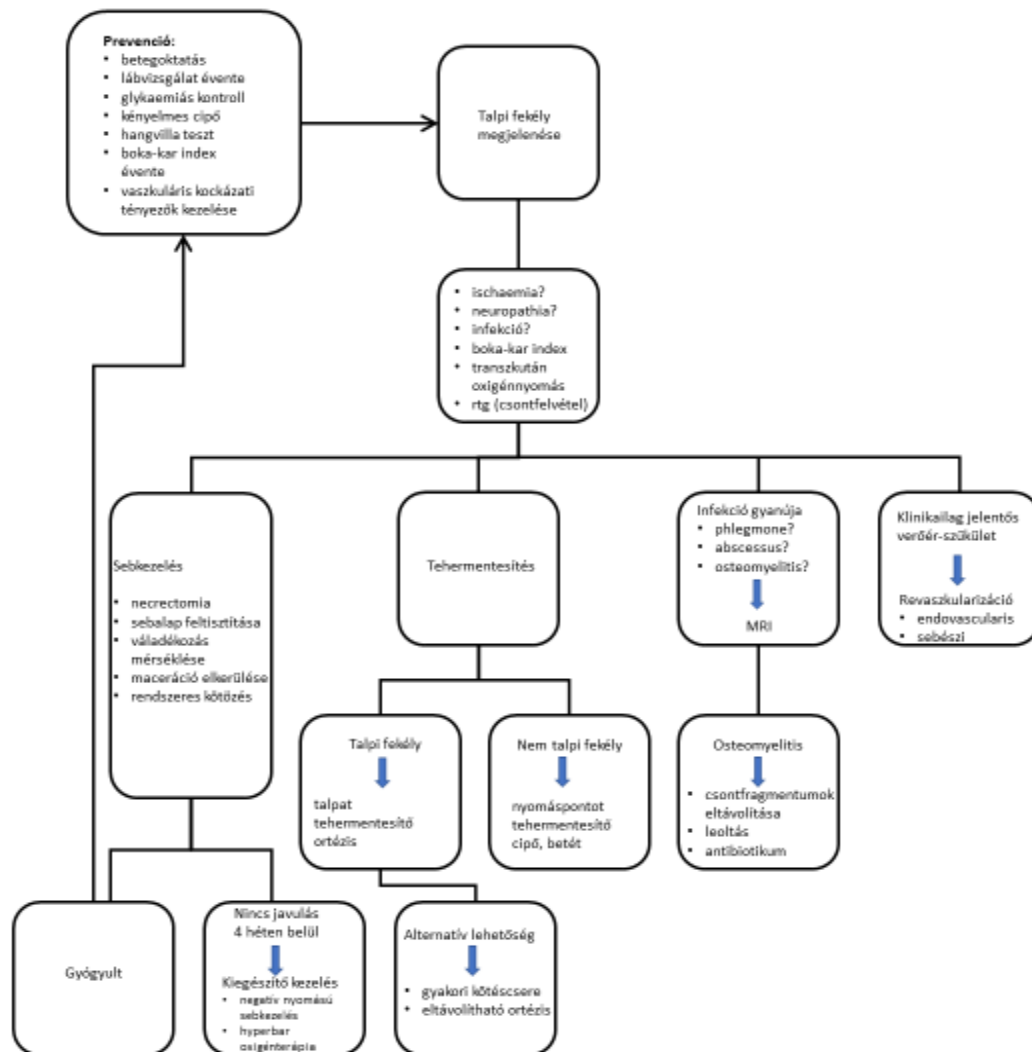 Prevenció:
• betegoktatás
• lábvizsgálat évente
• glykaemiás kontroll
• kényelmes cipő
• hangvilla teszt
• boka-kar index
évente
• vaszkuláris kockázati
tényezők kezelése
Talpi fekély
megjelenése
• ischaemia?
• neuropathia?
• infekció?
• boka-kar index
• transzkután
oxigénnyomás
• rtg (csontfelvétel)
Sebkezelés
• necrectomia
• sebalap feltisztítása
• váladékozás
mérséklése
• maceráció elkerülése
• rendszeres kötözés
Tehermentesítés
Infekció gyanúja
• phlegmone?
• abscessus?
• osteomyelitis?
MRI
Klinikailag jelentős
verőér-szűkület
Revaszkularizáció
• endovascularis
• sebészi
Talpi fekély
talpat
tehermentesítő
ortézis
Nem talpi fekély
nyomáspontot
tehermentesítő
cipő, betét
Osteomyelitis
• csontfragmentumok
eltávolítása
• leoltás
• antibiotikum
Gyógyult
Nincs javulás
4 héten belül
Kiegészítő kezelés
• negatív nyomású
sebkezelés
• hyperbar
oxigénterápia
Alternatív lehetőség
• gyakori kötéscsere
• eltávolítható ortézis